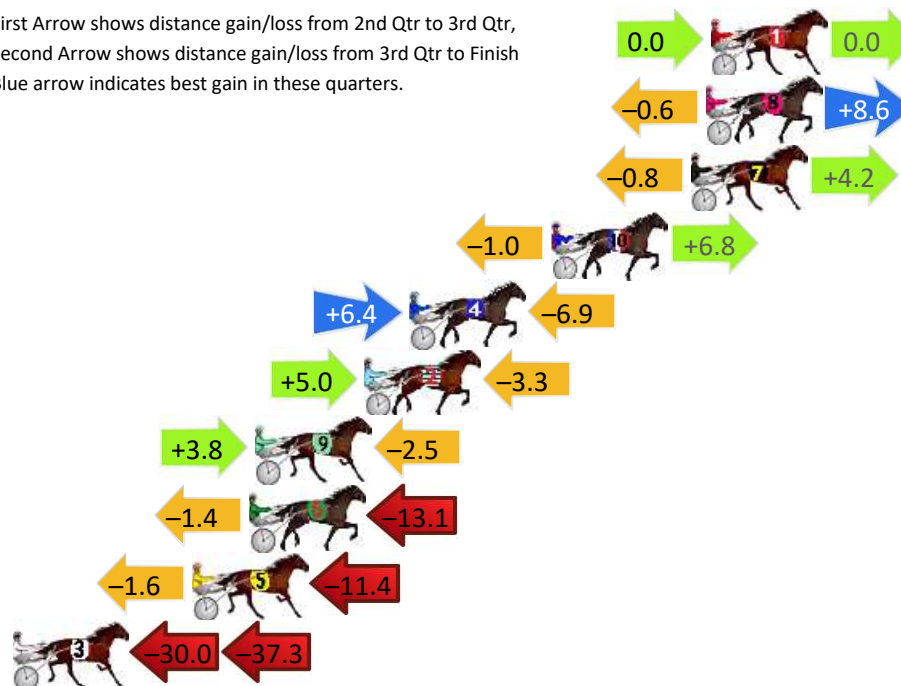 irst Arrow shows distance gain/loss from 2nd Qtr to 3rd Qtr,
econd Arrow shows distance gain/loss from 3rd Qtr to Finish
Blue arrow indicates best gain in these quarters.
0.0 1 0.0
–0.6 8 +8.6
–0.8 7 +4.2
–1.0 10 +6.8
+6.4 4 –6.9
+5.0 2 –3.3
+3.8 9 –2.5
–1.4 –13.1
–1.6 5 –11.4
3 –30.0 –37.3